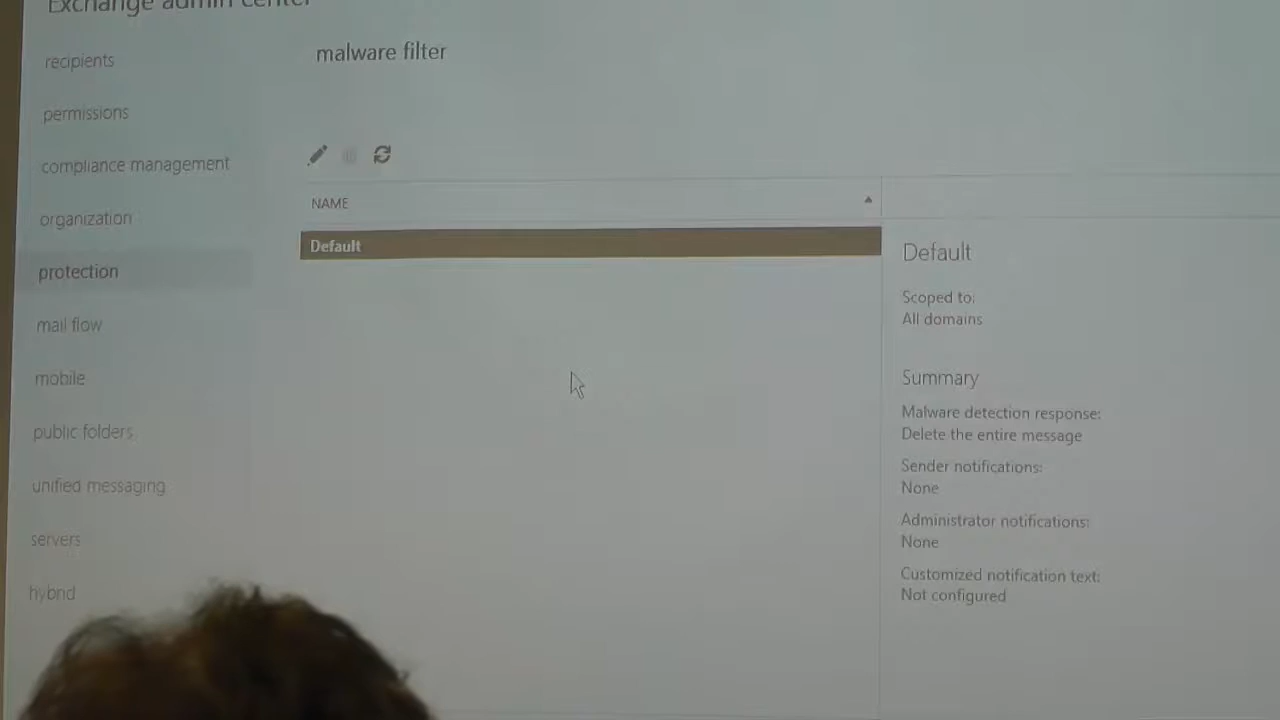 Exchange admin center
recipients
permissions
compliance management
organization
protection
mail flow
mobile
public folders
unified messaging
servers
hybrid
malware filter
NAME
Default
Default
Scoped to:
All domains
Summary
Malware detection response:
Delete the entire message
Sender notifications:
None
Administrator notifications:
None
Customized notification text:
Not configured